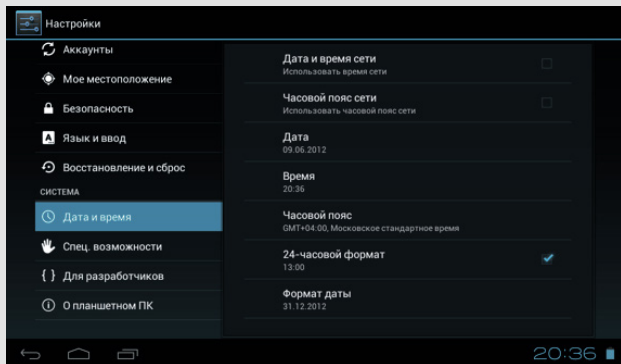 Настройки
Аккаунты
Мое местоположение
Безопасность
Язык и ввод
Восстановление и сброс
СИСТЕМА
Дата и время
Спец. возможности
Для разработчиков
О планшетном ПК
Дата и время сети
Использовать время сети
Часовой пояс сети
Использовать часовой пояс сети
Дата
09.06.2012
Время
20:36
Часовой пояс
GMT+04:00, Московское стандартное время
24-часовой формат
13:00
Формат даты
31.12.2012
20:36